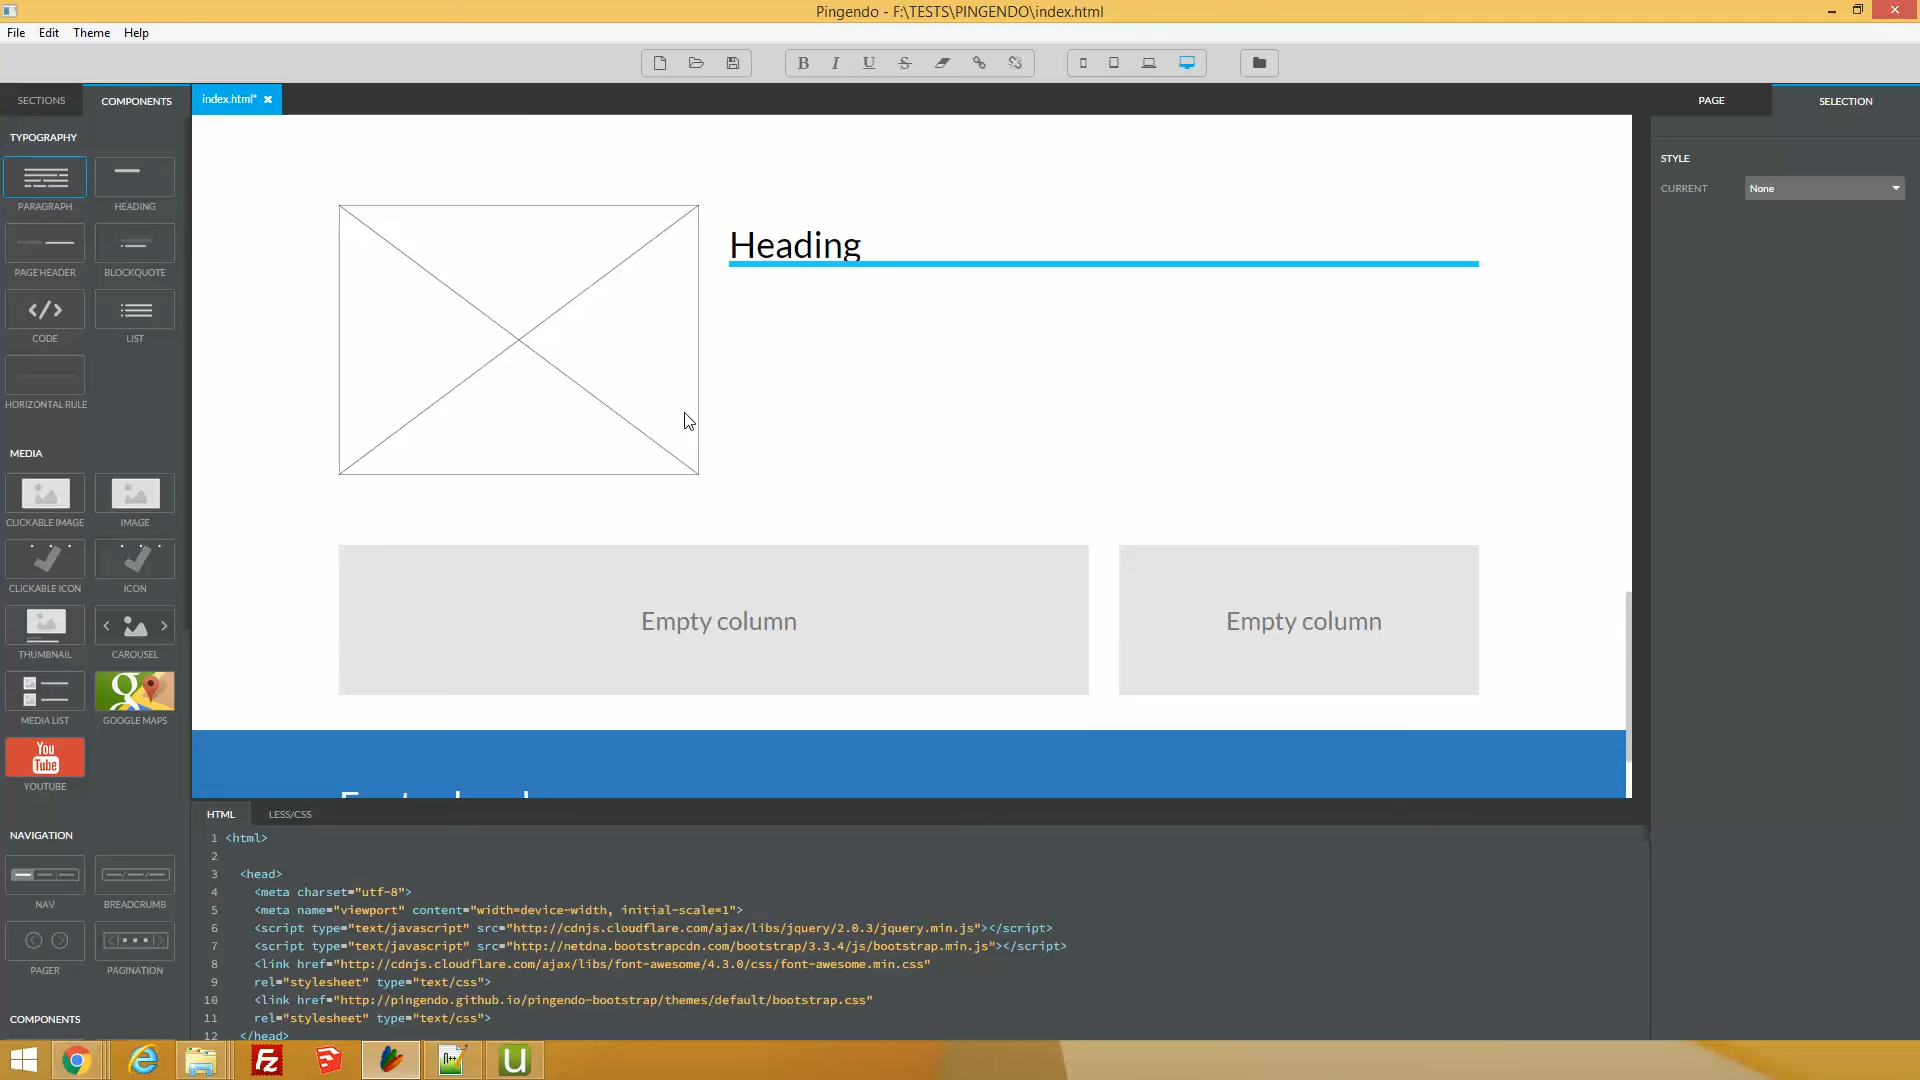 Pingendo - F:\TESTS\PINGENDO\index.html
File Edit Theme Help
B I U S
SECTIONS COMPONENTS
index.html* ×
PAGE SELECTION
TYPOGRAPHY
PARAGRAPH HEADING
PAGE HEADER BLOCKQUOTE
CODE LIST
HORIZONTAL RULE
MEDIA
CLICKABLE IMAGE IMAGE
CLICKABLE ICON ICON
THUMBNAIL CAROUSEL
g
MEDIA LIST GOOGLE MAPS
You
Tube
YOUTUBE
NAVIGATION
NAV BREADCRUMB
PAGER PAGINATION
COMPONENTS
Heading
Empty column Empty column
STYLE
CURRENT None
HTML LESS/CSS
1 <html>
2
3 <head>
4 <meta charset="utf-8">
5 <meta name="viewport" content="width=device-width, initial-scale=1">
6 <script type="text/javascript" src="http://cdnjs.cloudflare.com/ajax/libs/jquery/2.0.3/jquery.min.js"></script>
7 <script type="text/javascript" src="http://netdna.bootstrapcdn.com/bootstrap/3.3.4/js/bootstrap.min.js"></script>
8 <link href="http://cdnjs.cloudflare.com/ajax/libs/font-awesome/4.3.0/css/font-awesome.min.css"
9 rel="stylesheet" type="text/css">
10 <link href="http://pingendo.github.io/pingendo-bootstrap/themes/default/bootstrap.css"
11 rel="stylesheet" type="text/css">
12 </head>
Fz
U